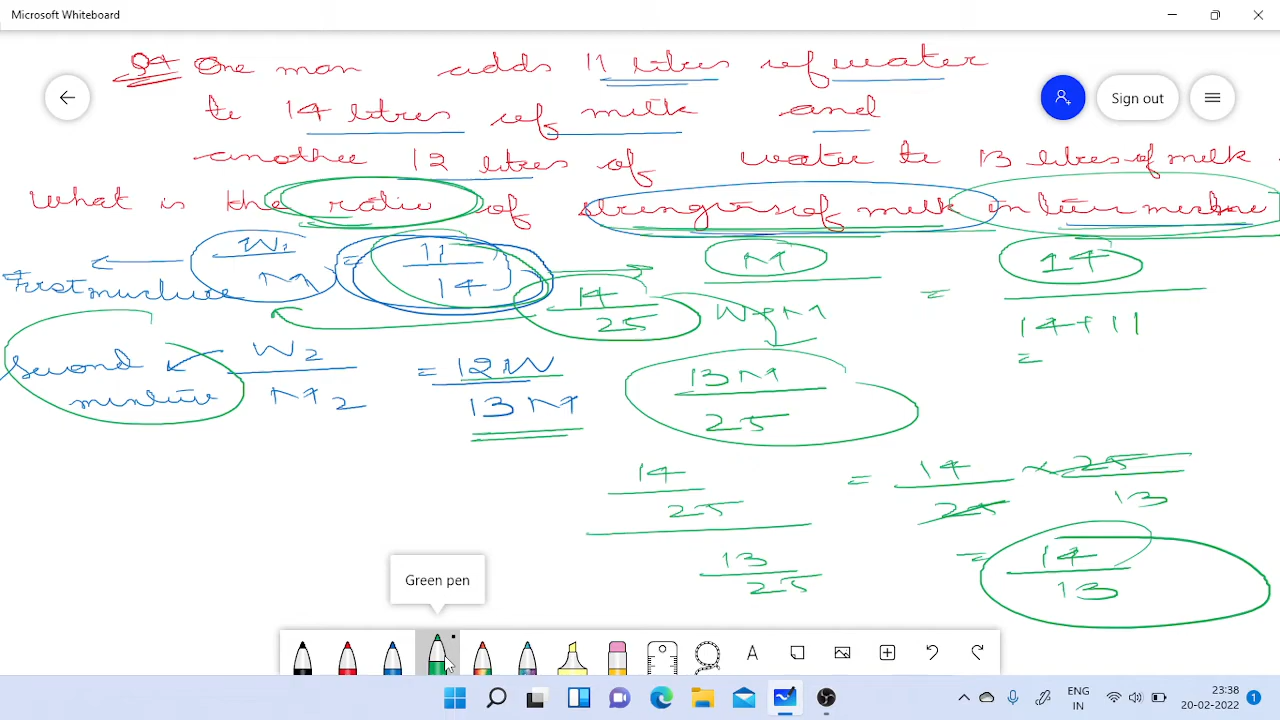 Microsoft Whiteboard
Q4 One man adds 11 litres of water
to 14 litres of milk and
another 12 litres of water to 13 litres of milk.
What is the ratio of strengths of milk in two mixture
Sign out
First mixture W1 / M = 11 / 14
14 / 25
M / W+M = 14 / 14+11
=
Second mixture W2 / M2 = 12W / 13M
13M / 25
14 / 25 / 13 / 25 = 14 / 25 × 25 / 13
= 14 / 13
Green pen
A
ENG
IN
23:38
20-02-2022
1